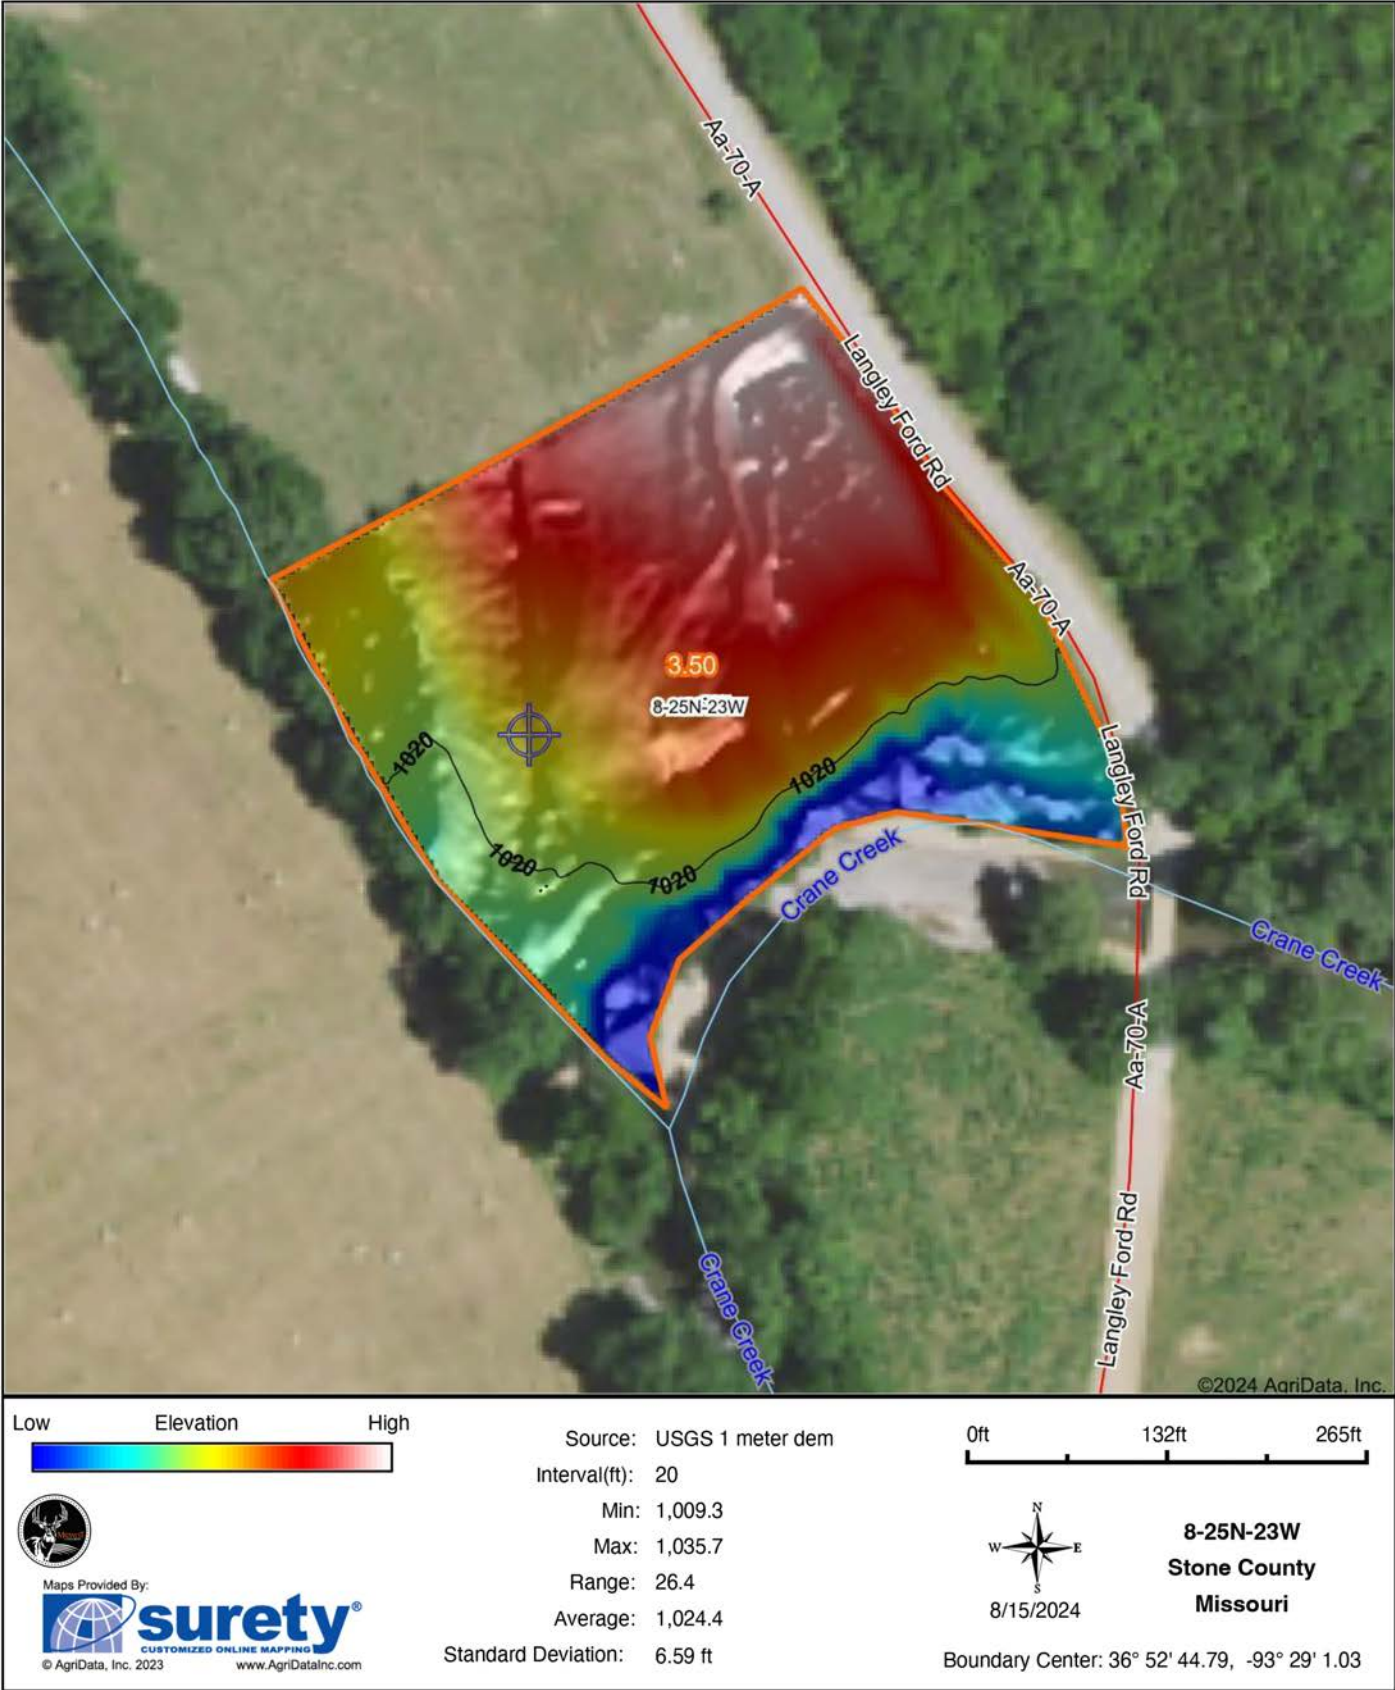 Aa-70-A
Langley Ford Rd
Aa-70-A
3.50
8-25N-23W
1020
1020
1020
1020
Langley Ford Rd
Crane Creek
Crane Creek
Aa-70-A
Langley Ford Rd
Crane Creek
©2024 AgriData, Inc.
Low Elevation High
Source: USGS 1 meter dem
Interval(ft): 20
Min: 1,009.3
Max: 1,035.7
Range: 26.4
Average: 1,024.4
Standard Deviation: 6.59 ft
0ft 132ft 265ft
N
W E
S
8/15/2024
8-25N-23W
Stone County
Missouri
Boundary Center: 36° 52' 44.79, -93° 29' 1.03
Maps Provided By:
surety®
CUSTOMIZED ONLINE MAPPING
© AgriData, Inc. 2023 www.AgriDataInc.com